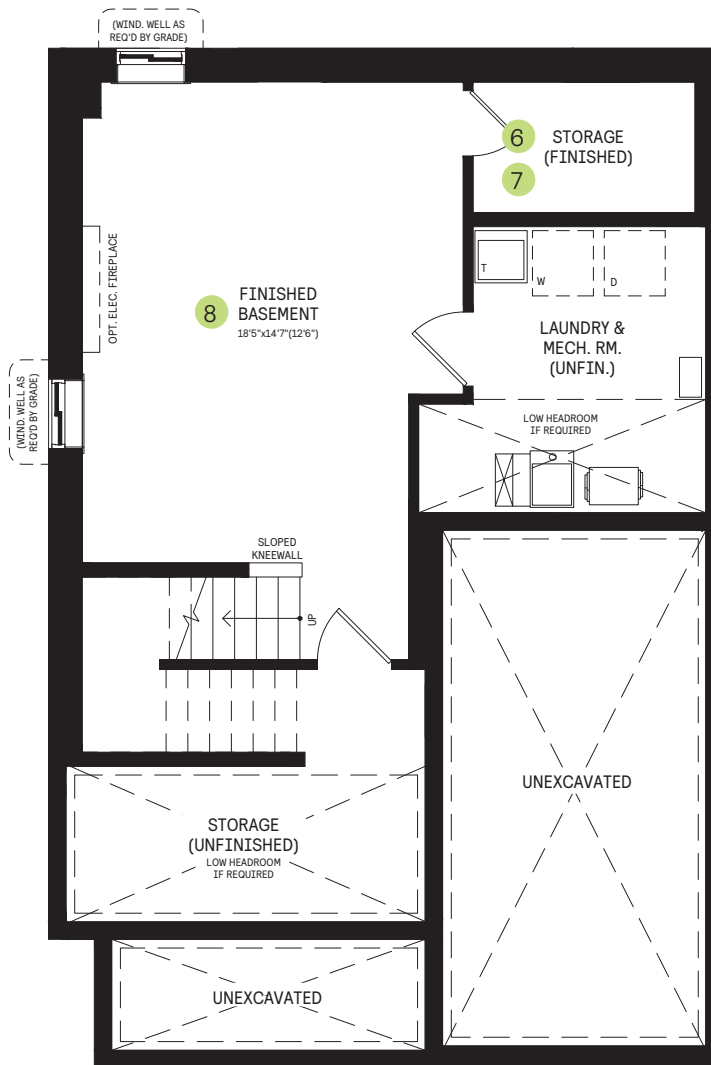 (WIND. WELL AS
REQ'D BY GRADE)
6
7
STORAGE
(FINISHED)
OPT. ELEC. FIREPLACE
8
FINISHED
BASEMENT
18'5"x14'7"(12'6")
T
W
D
LAUNDRY &
MECH. RM.
(UNFIN.)
(WIND. WELL AS
REQ'D BY GRADE)
LOW HEADROOM
IF REQUIRED
SLOPED
KNEEWALL
UP
UNEXCAVATED
STORAGE
(UNFINISHED)
LOW HEADROOM
IF REQUIRED
UNEXCAVATED